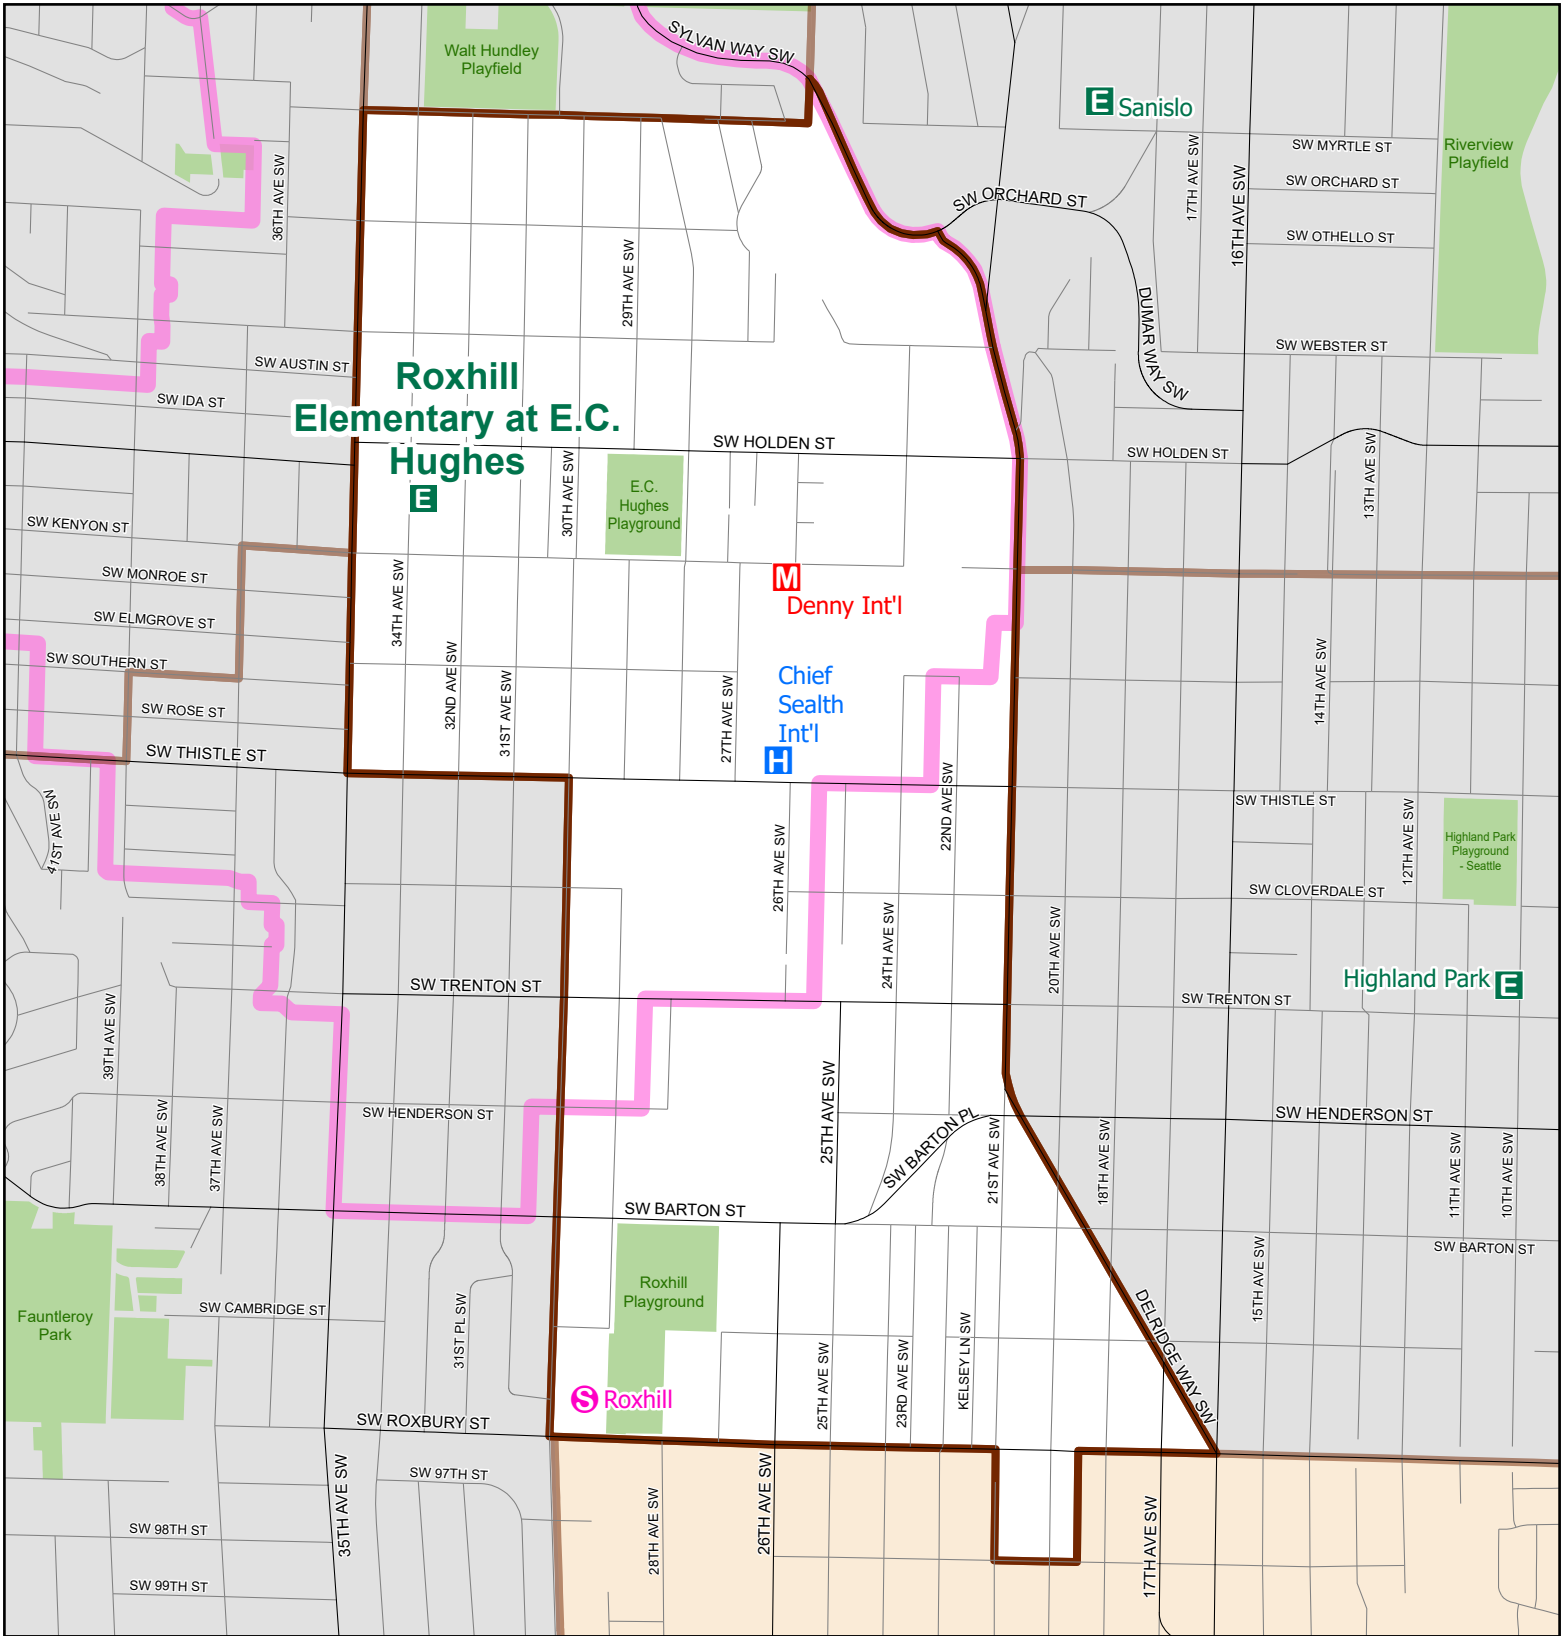 SYLVAN WAY SW
Walt Hundley
Playfield
E Sanislo
SW MYRTLE ST
Riverview
Playfield
SW ORCHARD ST
SW ORCHARD ST
SW OTHELLO ST
36TH AVE SW
17TH AVE SW
16TH AVE SW
29TH AVE SW
DUMAR WAY SW
SW WEBSTER ST
SW AUSTIN ST
SW IDA ST
Roxhill
Elementary at E.C.
Hughes
E
SW HOLDEN ST
SW HOLDEN ST
13TH AVE SW
30TH AVE SW
E.C.
Hughes
Playground
SW KENYON ST
SW MONROE ST
SW ELMGROVE ST
SW SOUTHERN ST
SW ROSE ST
SW THISTLE ST
34TH AVE SW
32ND AVE SW
31ST AVE SW
27TH AVE SW
M
Denny Int'l
Chief
Sealth
Int'l
H
14TH AVE SW
22ND AVE SW
SW THISTLE ST
12TH AVE SW
Highland Park
Playground
- Seattle
41ST AVE SW
26TH AVE SW
SW CLOVERDALE ST
24TH AVE SW
20TH AVE SW
Highland Park E
SW TRENTON ST
SW TRENTON ST
39TH AVE SW
38TH AVE SW
37TH AVE SW
SW HENDERSON ST
25TH AVE SW
SW BARTON PL
21ST AVE SW
18TH AVE SW
SW HENDERSON ST
11TH AVE SW
10TH AVE SW
SW BARTON ST
SW BARTON ST
15TH AVE SW
Roxhill
Playground
Fauntleroy
Park
SW CAMBRIDGE ST
31ST PL SW
KELSEY LN SW
DELRIDGE WAY SW
25TH AVE SW
23RD AVE SW
S Roxhill
SW ROXBURY ST
SW 97TH ST
35TH AVE SW
28TH AVE SW
26TH AVE SW
17TH AVE SW
SW 98TH ST
SW 99TH ST